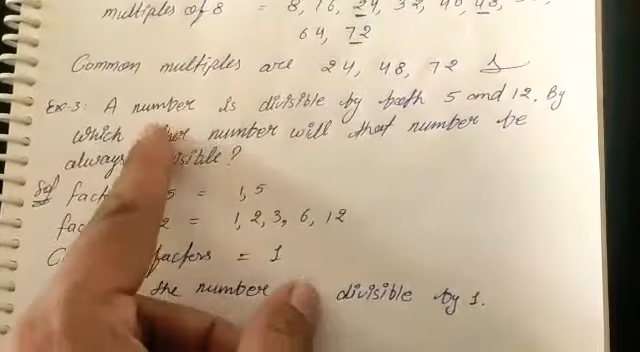 multiples of 8 = 8, 16, 24, 32, 40, 48,
64, 72
Common multiples are 24, 48, 72
Ex-3: A number is divisible by both 5 and 12. By
which number will that number be
always ?
Sol 5 = 1, 5
2 = 1, 2, 3, 6, 12
factors = 1
the number divisible by 1.